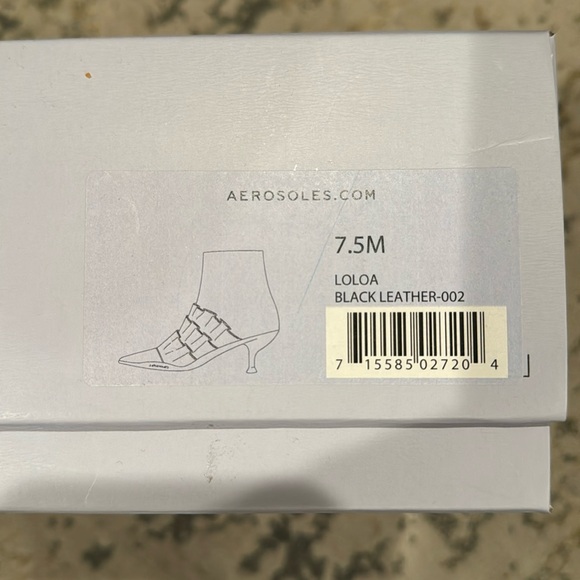 AEROSOLES.COM
7.5M
LOLOA
BLACK LEATHER-002
7 15585 02720 4